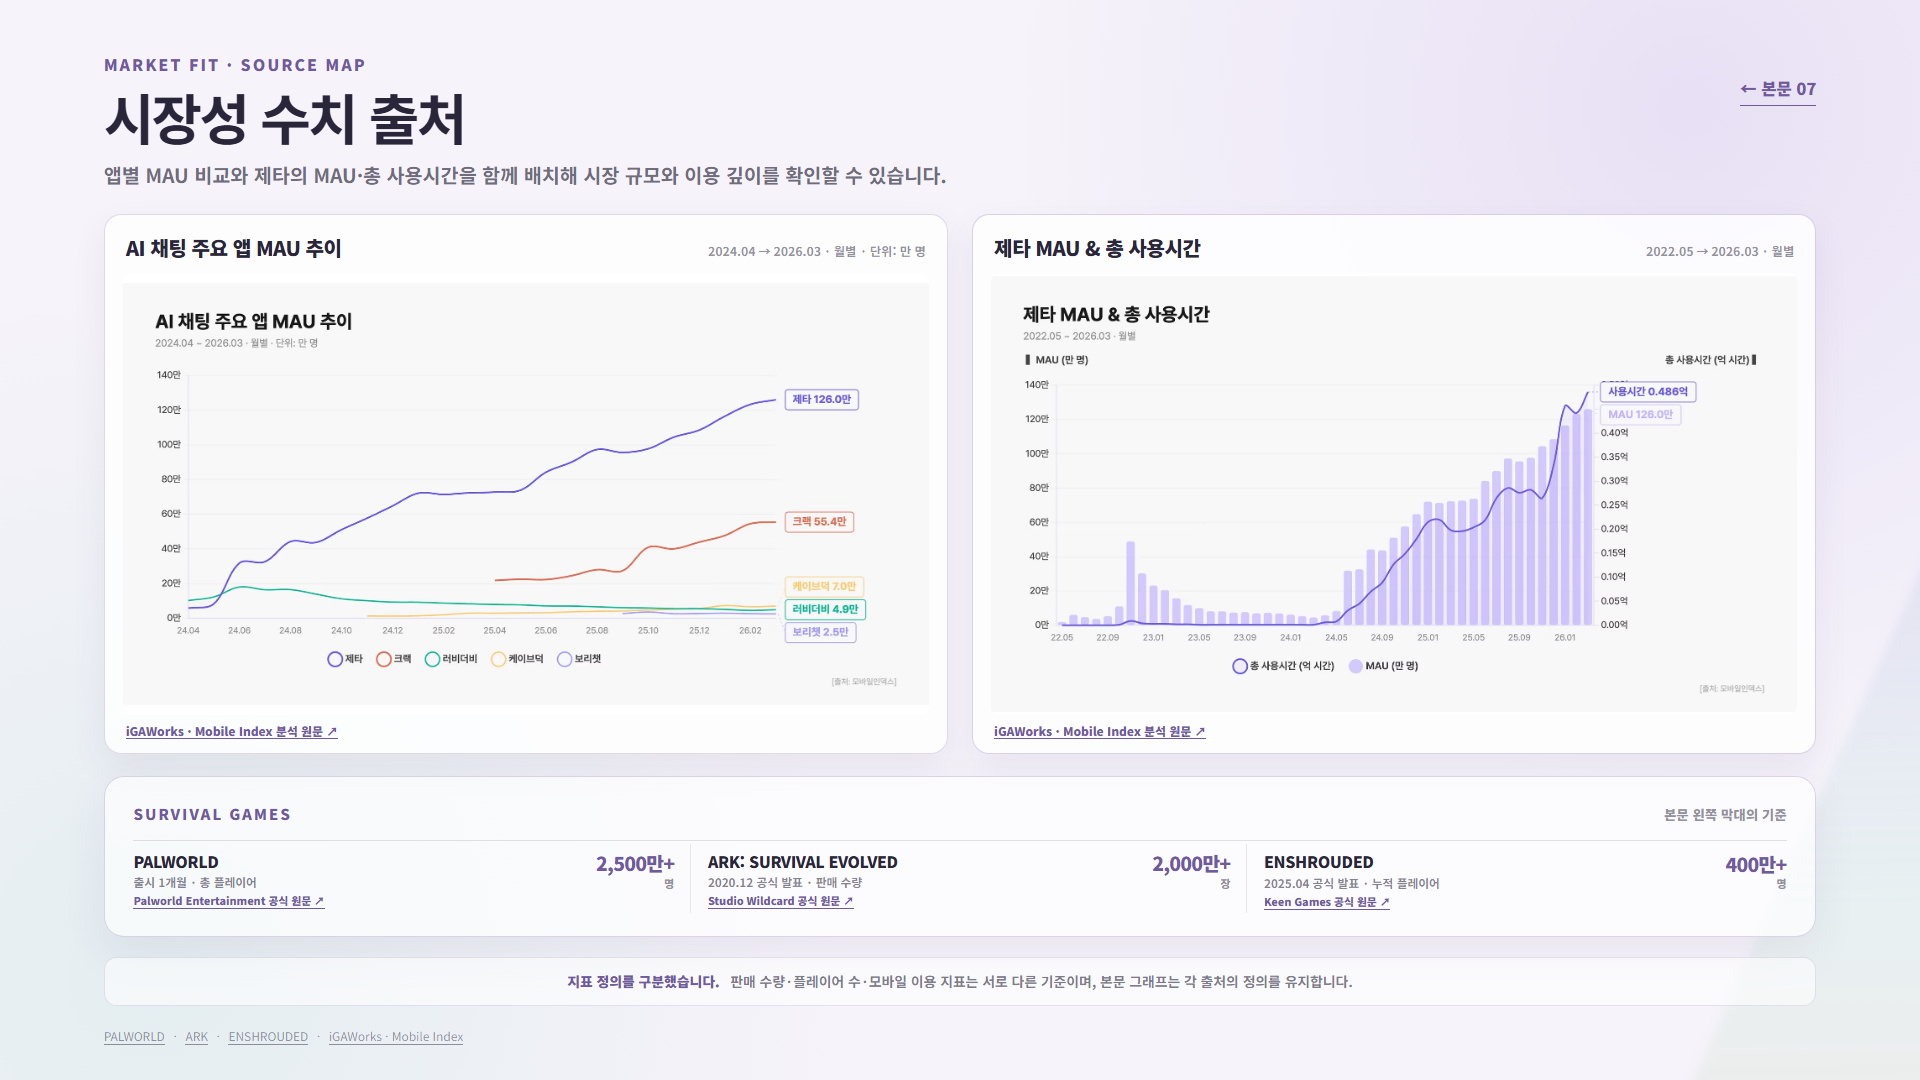 MARKET FIT · SOURCE MAP
시장성 수치 출처
앱별 MAU 비교와 제타의 MAU·총 사용시간을 함께 배치해 시장 규모와 이용 깊이를 확인할 수 있습니다.
← 본문 07
AI 채팅 주요 앱 MAU 추이
2024.04 → 2026.03 · 월별 · 단위: 만 명
AI 채팅 주요 앱 MAU 추이
2024.04 ~ 2026.03 · 월별 · 단위: 만 명
140만
120만
100만
80만
60만
40만
20만
0만
제타 126.0만
크랙 55.4만
케이브덕 7.0만
러비더비 4.9만
보리챗 2.5만
24.04 24.06 24.08 24.10 24.12 25.02 25.04 25.06 25.08 25.10 25.12 26.02
제타 크랙 러비더비 케이브덕 보리챗
[출처: 모바일인덱스]
iGAWorks · Mobile Index 분석 원문 ↗
제타 MAU & 총 사용시간
2022.05 → 2026.03 · 월별
제타 MAU & 총 사용시간
2022.05 ~ 2026.03 · 월별
MAU (만 명)
총 사용시간 (억 시간)
140만
120만
100만
80만
60만
40만
20만
0만
사용시간 0.486억
MAU 126.0만
0.40억
0.35억
0.30억
0.25억
0.20억
0.15억
0.10억
0.05억
0.00억
22.05 22.09 23.01 23.05 23.09 24.01 24.05 24.09 25.01 25.05 25.09 26.01
총 사용시간 (억 시간) MAU (만 명)
[출처: 모바일인덱스]
iGAWorks · Mobile Index 분석 원문 ↗
SURVIVAL GAMES
본문 왼쪽 막대의 기준
PALWORLD
출시 1개월 · 총 플레이어
Palworld Entertainment 공식 원문 ↗
2,500만+
명
ARK: SURVIVAL EVOLVED
2020.12 공식 발표 · 판매 수량
Studio Wildcard 공식 원문 ↗
2,000만+
장
ENSHROUDED
2025.04 공식 발표 · 누적 플레이어
Keen Games 공식 원문 ↗
400만+
명
지표 정의를 구분했습니다. 판매 수량·플레이어 수·모바일 이용 지표는 서로 다른 기준이며, 본문 그래프는 각 출처의 정의를 유지합니다.
PALWORLD · ARK · ENSHROUDED · iGAWorks · Mobile Index